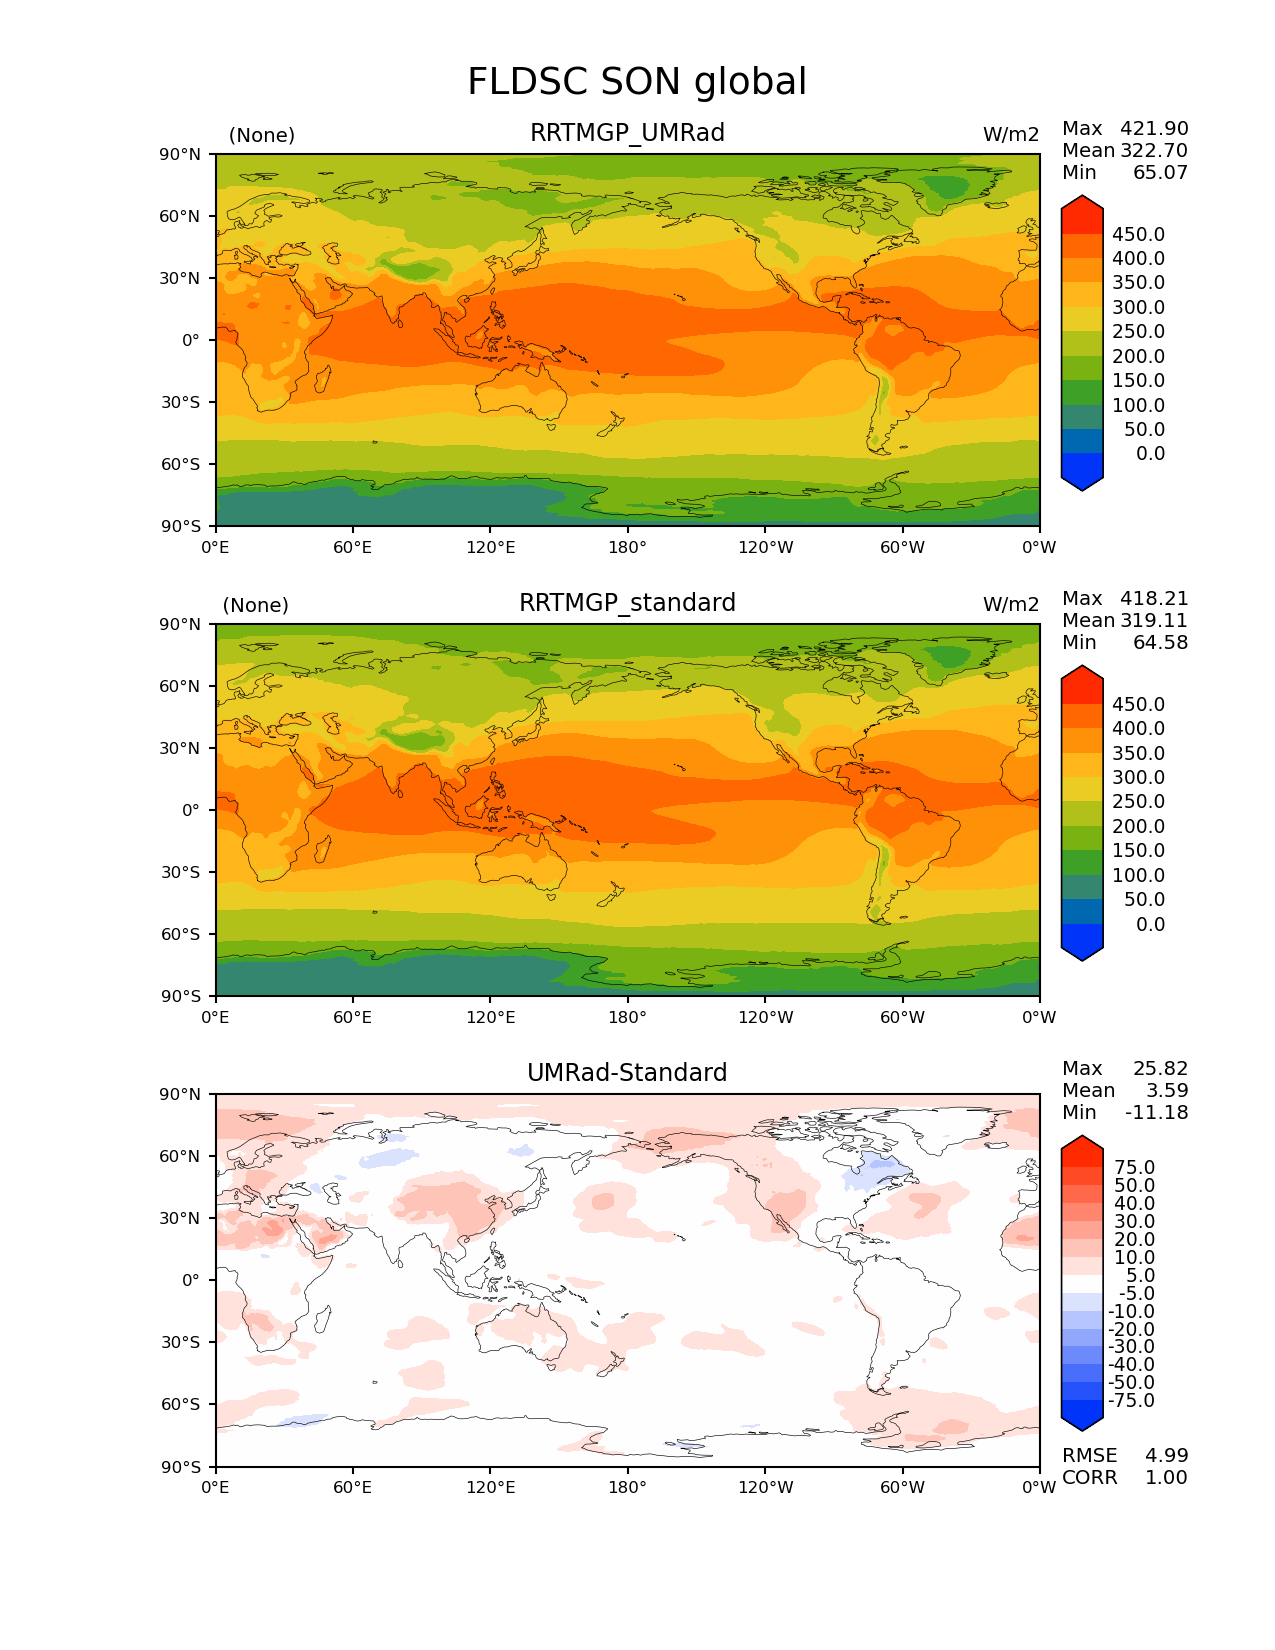 FLDSC SON global
(None) RRTMGP_UMRad W/m2
Max 421.90
Mean 322.70
Min 65.07
90°N
60°N
30°N
0°
30°S
60°S
90°S
0°E 60°E 120°E 180° 120°W 60°W 0°W
450.0
400.0
350.0
300.0
250.0
200.0
150.0
100.0
50.0
0.0
(None) RRTMGP_standard W/m2
Max 418.21
Mean 319.11
Min 64.58
90°N
60°N
30°N
0°
30°S
60°S
90°S
0°E 60°E 120°E 180° 120°W 60°W 0°W
450.0
400.0
350.0
300.0
250.0
200.0
150.0
100.0
50.0
0.0
UMRad-Standard
Max 25.82
Mean 3.59
Min -11.18
90°N
60°N
30°N
0°
30°S
60°S
90°S
0°E 60°E 120°E 180° 120°W 60°W 0°W
75.0
50.0
40.0
30.0
20.0
10.0
5.0
-5.0
-10.0
-20.0
-30.0
-40.0
-50.0
-75.0
RMSE 4.99
CORR 1.00